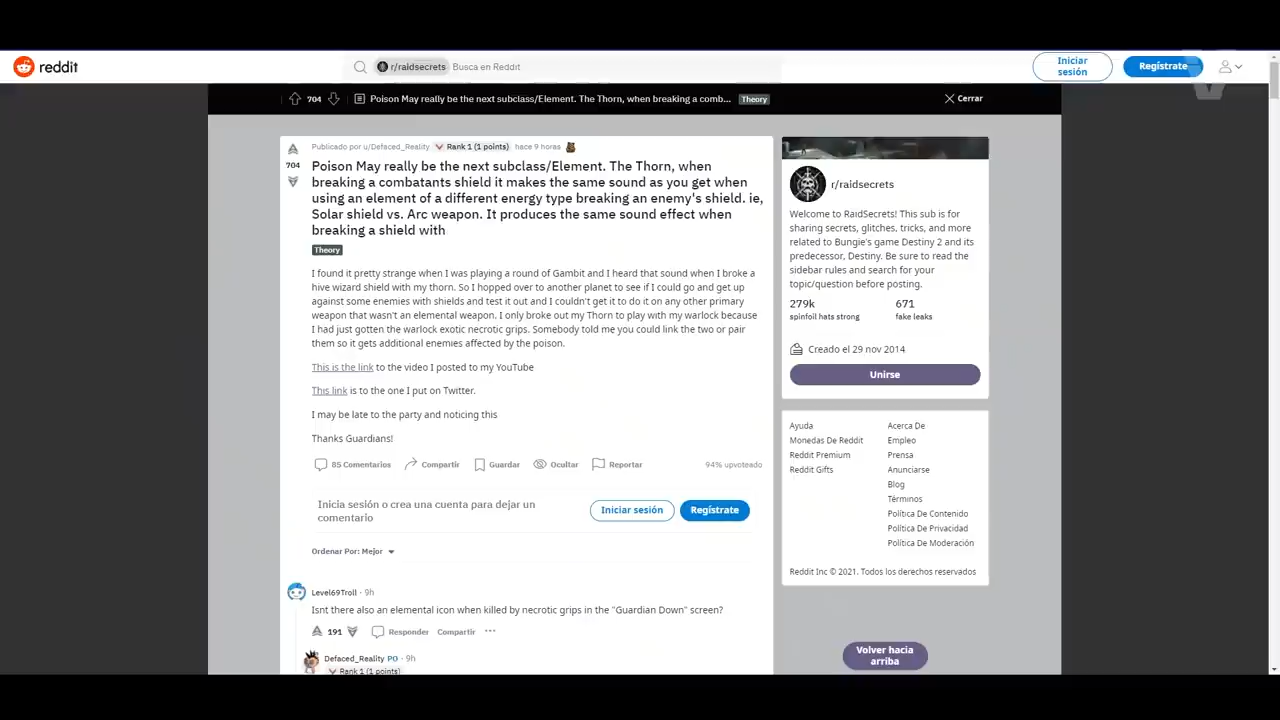 reddit
r/raidsecrets Busca en Reddit
Iniciar sesión
Regístrate
704 Poison May really be the next subclass/Element. The Thorn, when breaking a comb... Theory
Cerrar
Publicado por u/Defaced_Reality Rank 1 (1 points) hace 9 horas
704
Poison May really be the next subclass/Element. The Thorn, when
breaking a combatants shield it makes the same sound as you get when
using an element of a different energy type breaking an enemy's shield. ie,
Solar shield vs. Arc weapon. It produces the same sound effect when
breaking a shield with
Theory
I found it pretty strange when I was playing a round of Gambit and I heard that sound when I broke a
hive wizard shield with my thorn. So I hopped over to another planet to see if I could go and get up
against some enemies with shields and test it out and I couldn't get it to do it on any other primary
weapon that wasn't an elemental weapon. I only broke out my Thorn to play with my warlock because
I had just gotten the warlock exotic necrotic grips. Somebody told me you could link the two or pair
them so it gets additional enemies affected by the poison.
This is the link to the video I posted to my YouTube
This link is to the one I put on Twitter.
I may be late to the party and noticing this
Thanks Guardians!
85 Comentarios Compartir Guardar Ocultar Reportar 94% upvoteado
Inicia sesión o crea una cuenta para dejar un
comentario
Iniciar sesión Regístrate
Ordenar Por: Mejor
Level69Troll · 9h
Isnt there also an elemental icon when killed by necrotic grips in the "Guardian Down" screen?
191 Responder Compartir ...
Defaced_Reality PO · 9h
Rank 1 (1 points)
r/raidsecrets
Welcome to RaidSecrets! This sub is for
sharing secrets, glitches, tricks, and more
related to Bungie's game Destiny 2 and its
predecessor, Destiny. Be sure to read the
sidebar rules and search for your
topic/question before posting.
279k 671
spinfoil hats strong fake leaks
Creado el 29 nov 2014
Unirse
Ayuda Acerca De
Monedas De Reddit Empleo
Reddit Premium Prensa
Reddit Gifts Anunciarse
Blog
Términos
Política De Contenido
Política De Privacidad
Política De Moderación
Reddit Inc © 2021. Todos los derechos reservados
Volver hacia
arriba